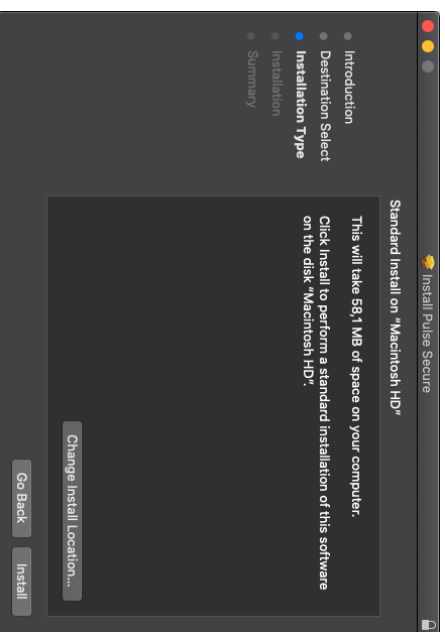 Install Pulse Secure
Introduction
Destination Select
Installation Type
Installation
Summary
Standard Install on "Macintosh HD"
This will take 58,1 MB of space on your computer.
Click Install to perform a standard installation of this software
on the disk "Macintosh HD".
Change Install Location...
Go Back
Install